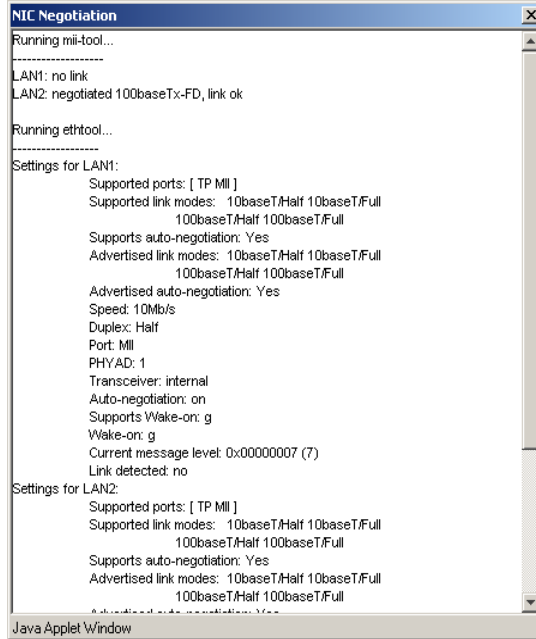 NIC Negotiation
Running mii-tool...
-------------------
LAN1: no link
LAN2: negotiated 100baseTx-FD, link ok
Running ethtool...
------------------
Settings for LAN1:
Supported ports: [ TP MII ]
Supported link modes: 10baseT/Half 10baseT/Full
100baseT/Half 100baseT/Full
Supports auto-negotiation: Yes
Advertised link modes: 10baseT/Half 10baseT/Full
100baseT/Half 100baseT/Full
Advertised auto-negotiation: Yes
Speed: 10Mb/s
Duplex: Half
Port: MII
PHYAD: 1
Transceiver: internal
Auto-negotiation: on
Supports Wake-on: g
Wake-on: g
Current message level: 0x00000007 (7)
Link detected: no
Settings for LAN2:
Supported ports: [ TP MII ]
Supported link modes: 10baseT/Half 10baseT/Full
100baseT/Half 100baseT/Full
Supports auto-negotiation: Yes
Advertised link modes: 10baseT/Half 10baseT/Full
100baseT/Half 100baseT/Full
Java Applet Window